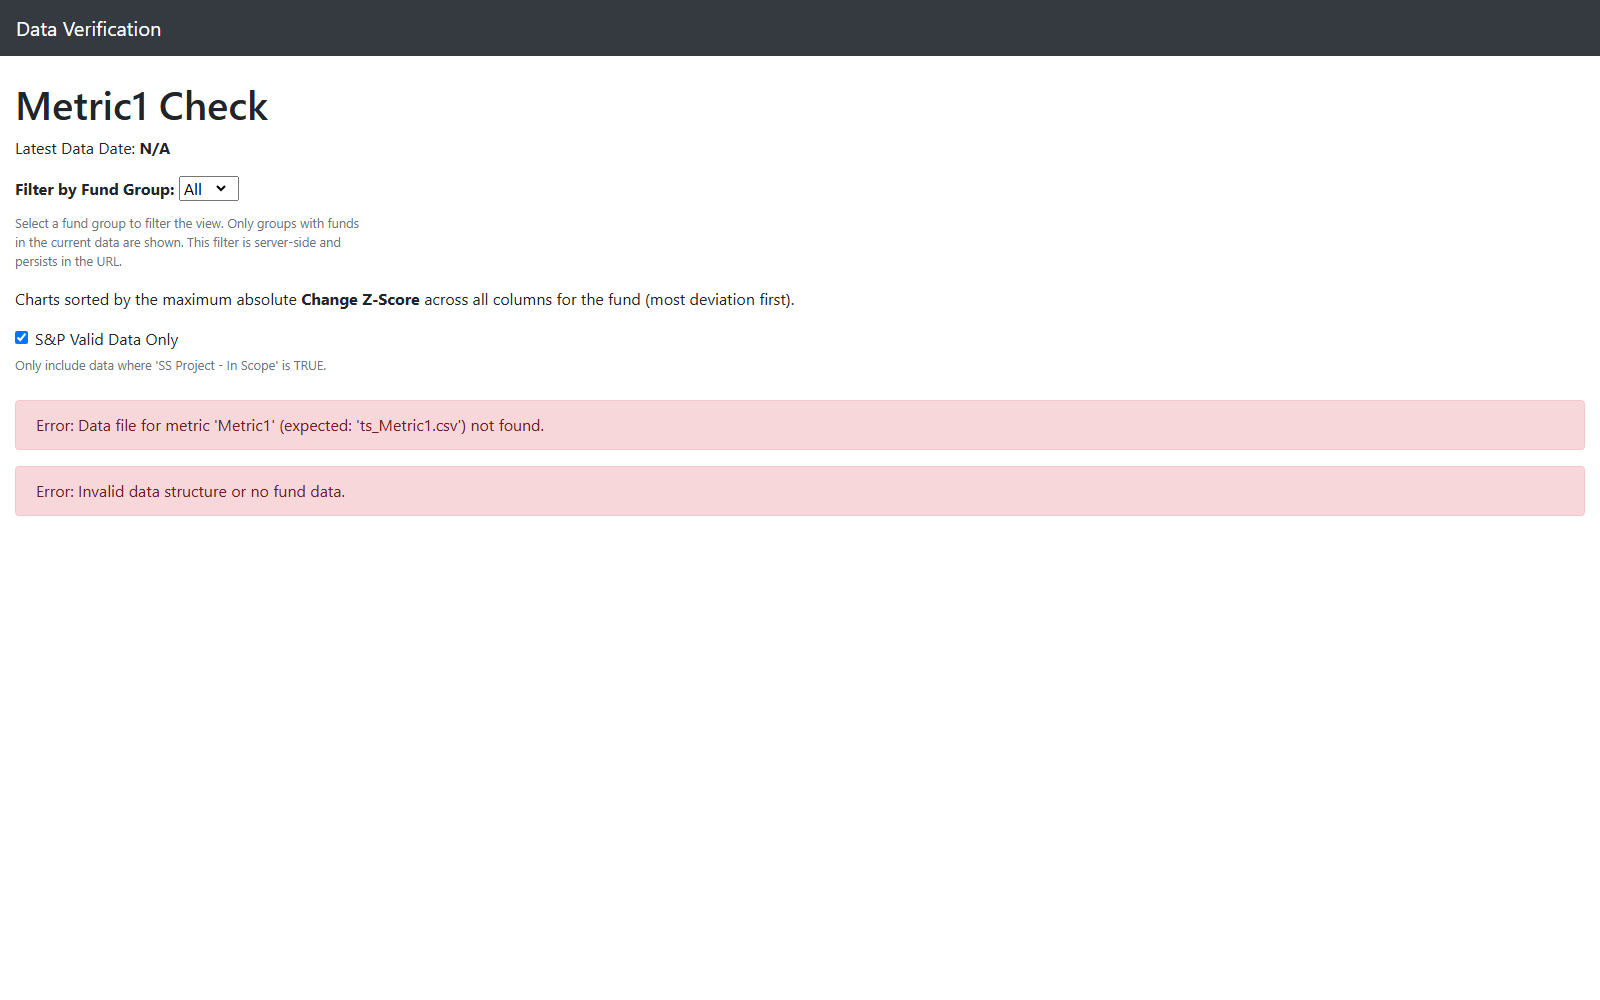 Data Verification
Metric1 Check
Latest Data Date: N/A
Filter by Fund Group: All
Select a fund group to filter the view. Only groups with funds
in the current data are shown. This filter is server-side and
persists in the URL.
Charts sorted by the maximum absolute Change Z-Score across all columns for the fund (most deviation first).
S&P Valid Data Only
Only include data where 'SS Project - In Scope' is TRUE.
Error: Data file for metric 'Metric1' (expected: 'ts_Metric1.csv') not found.
Error: Invalid data structure or no fund data.